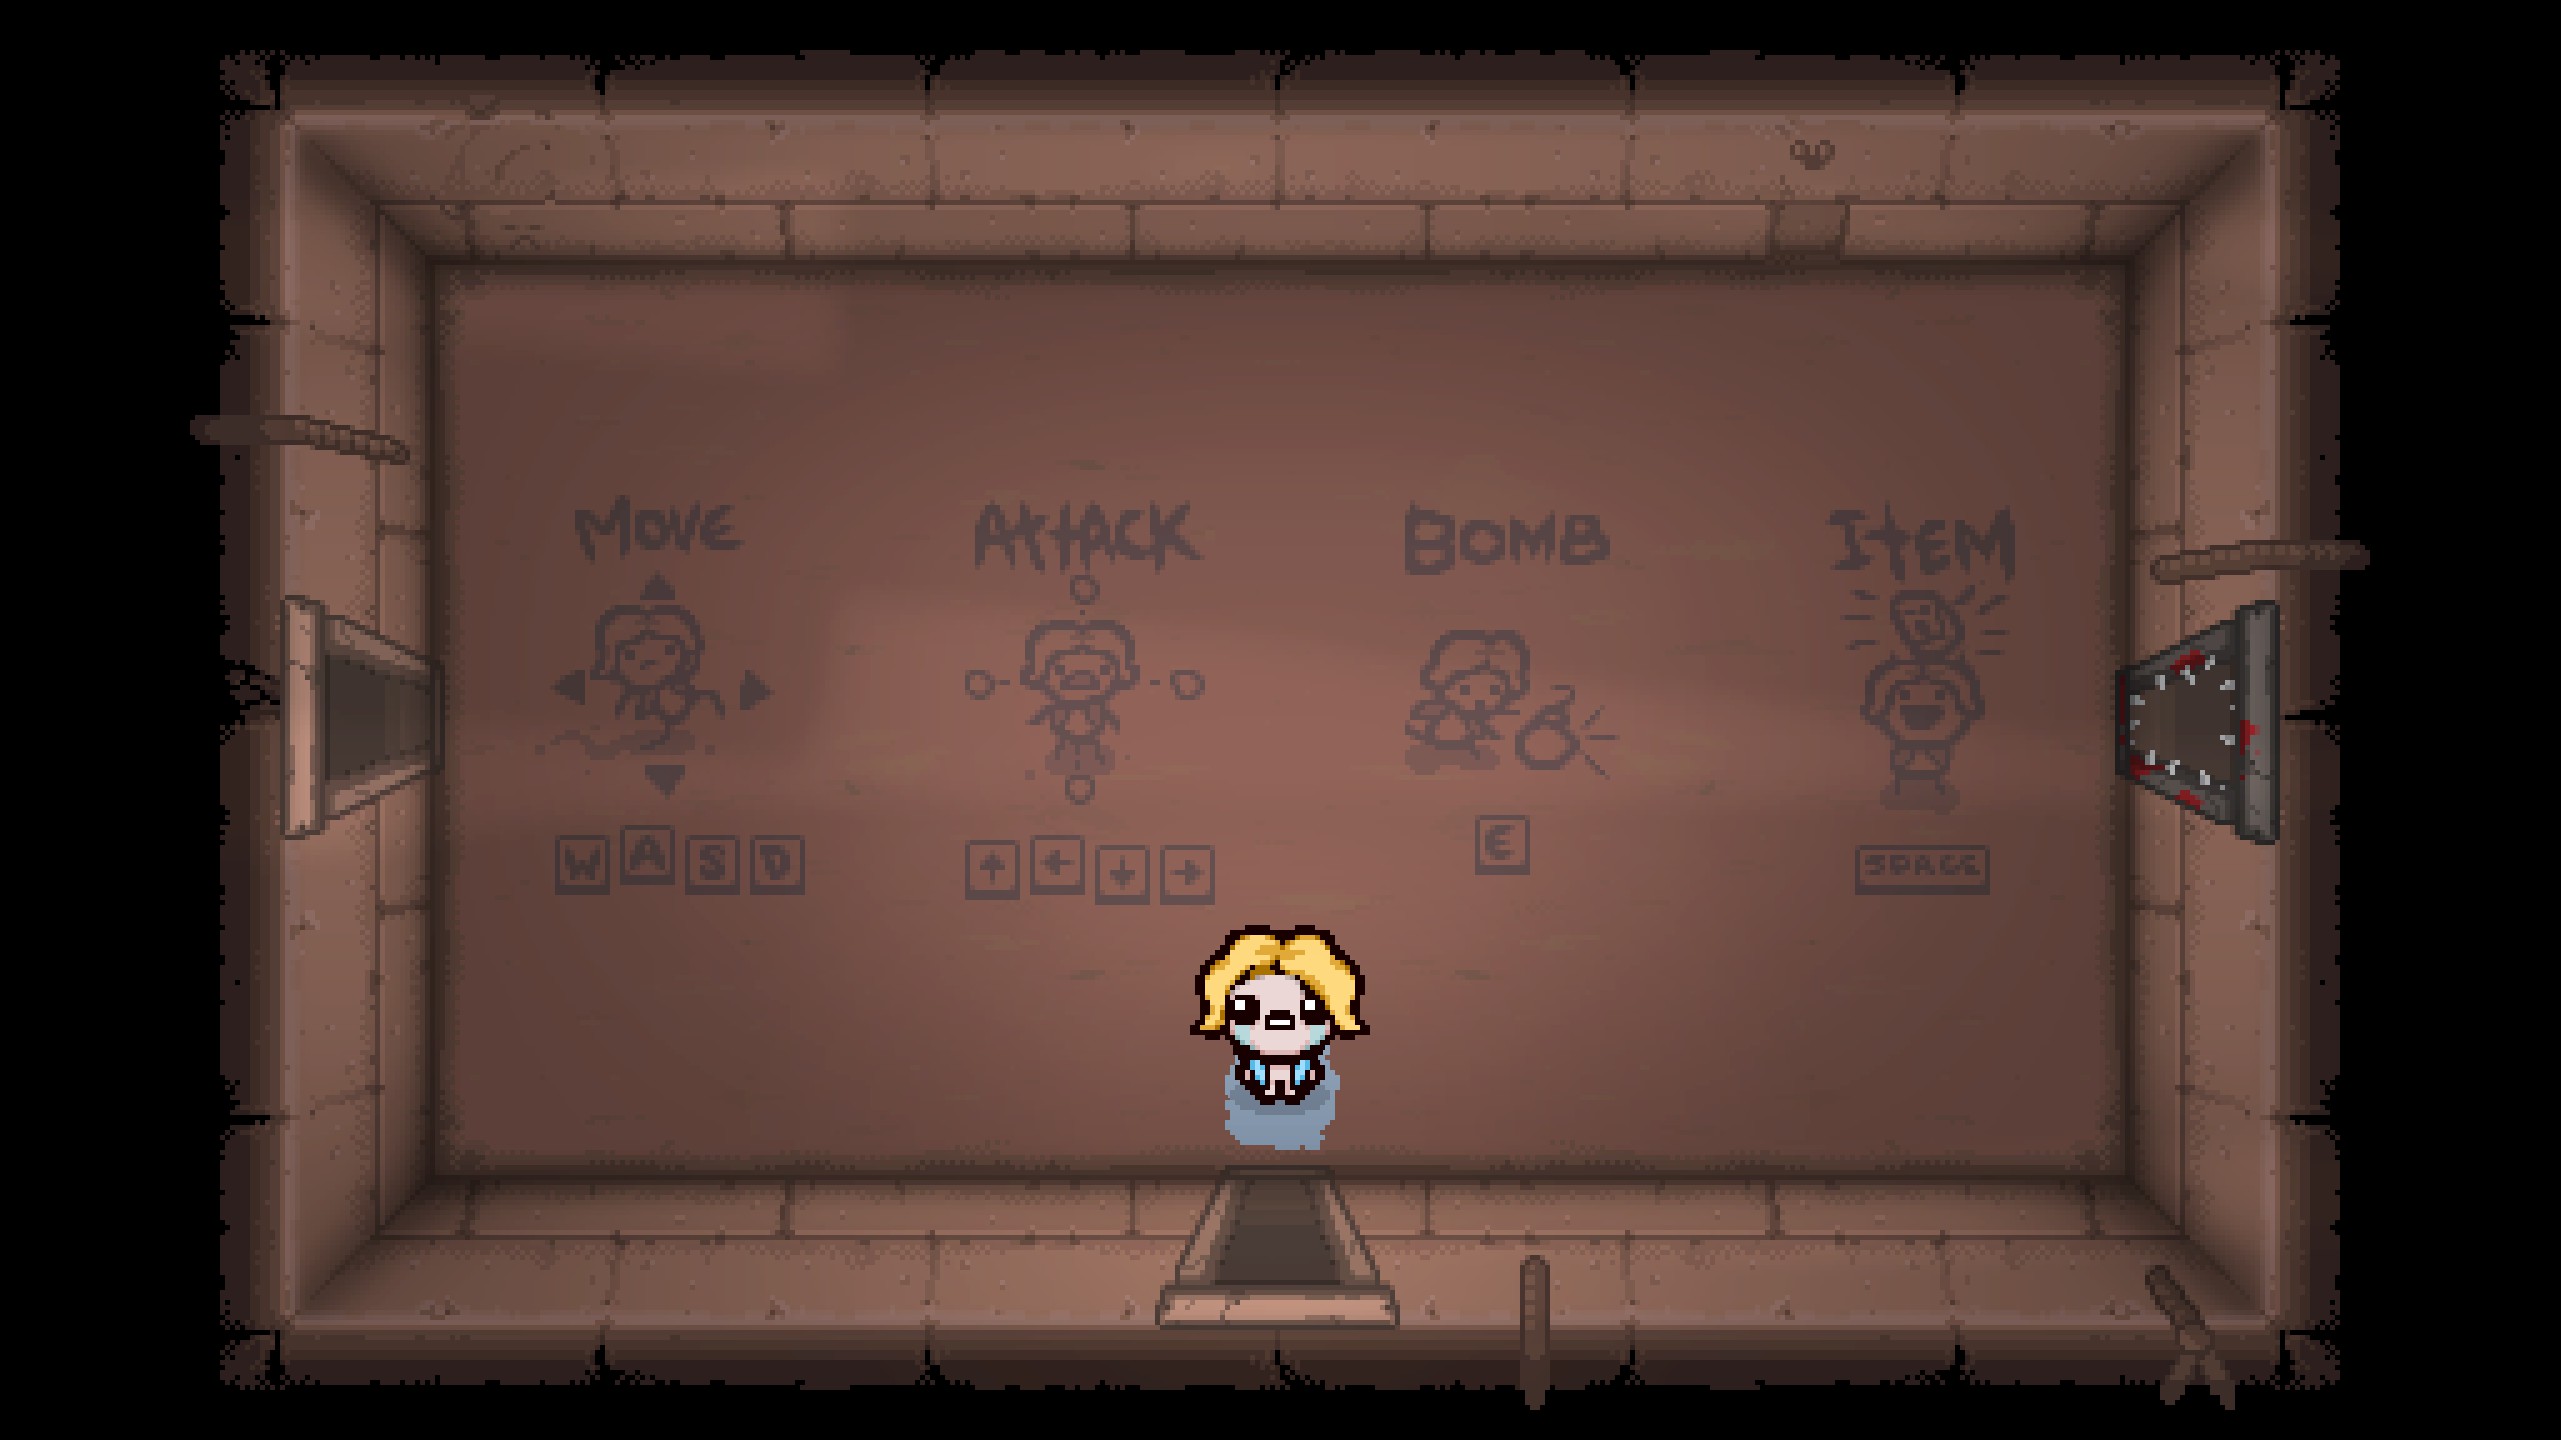 MOVE
ATTACK
BOMB
ITEM
W A S D
↑ ← ↓ →
E
SPACE